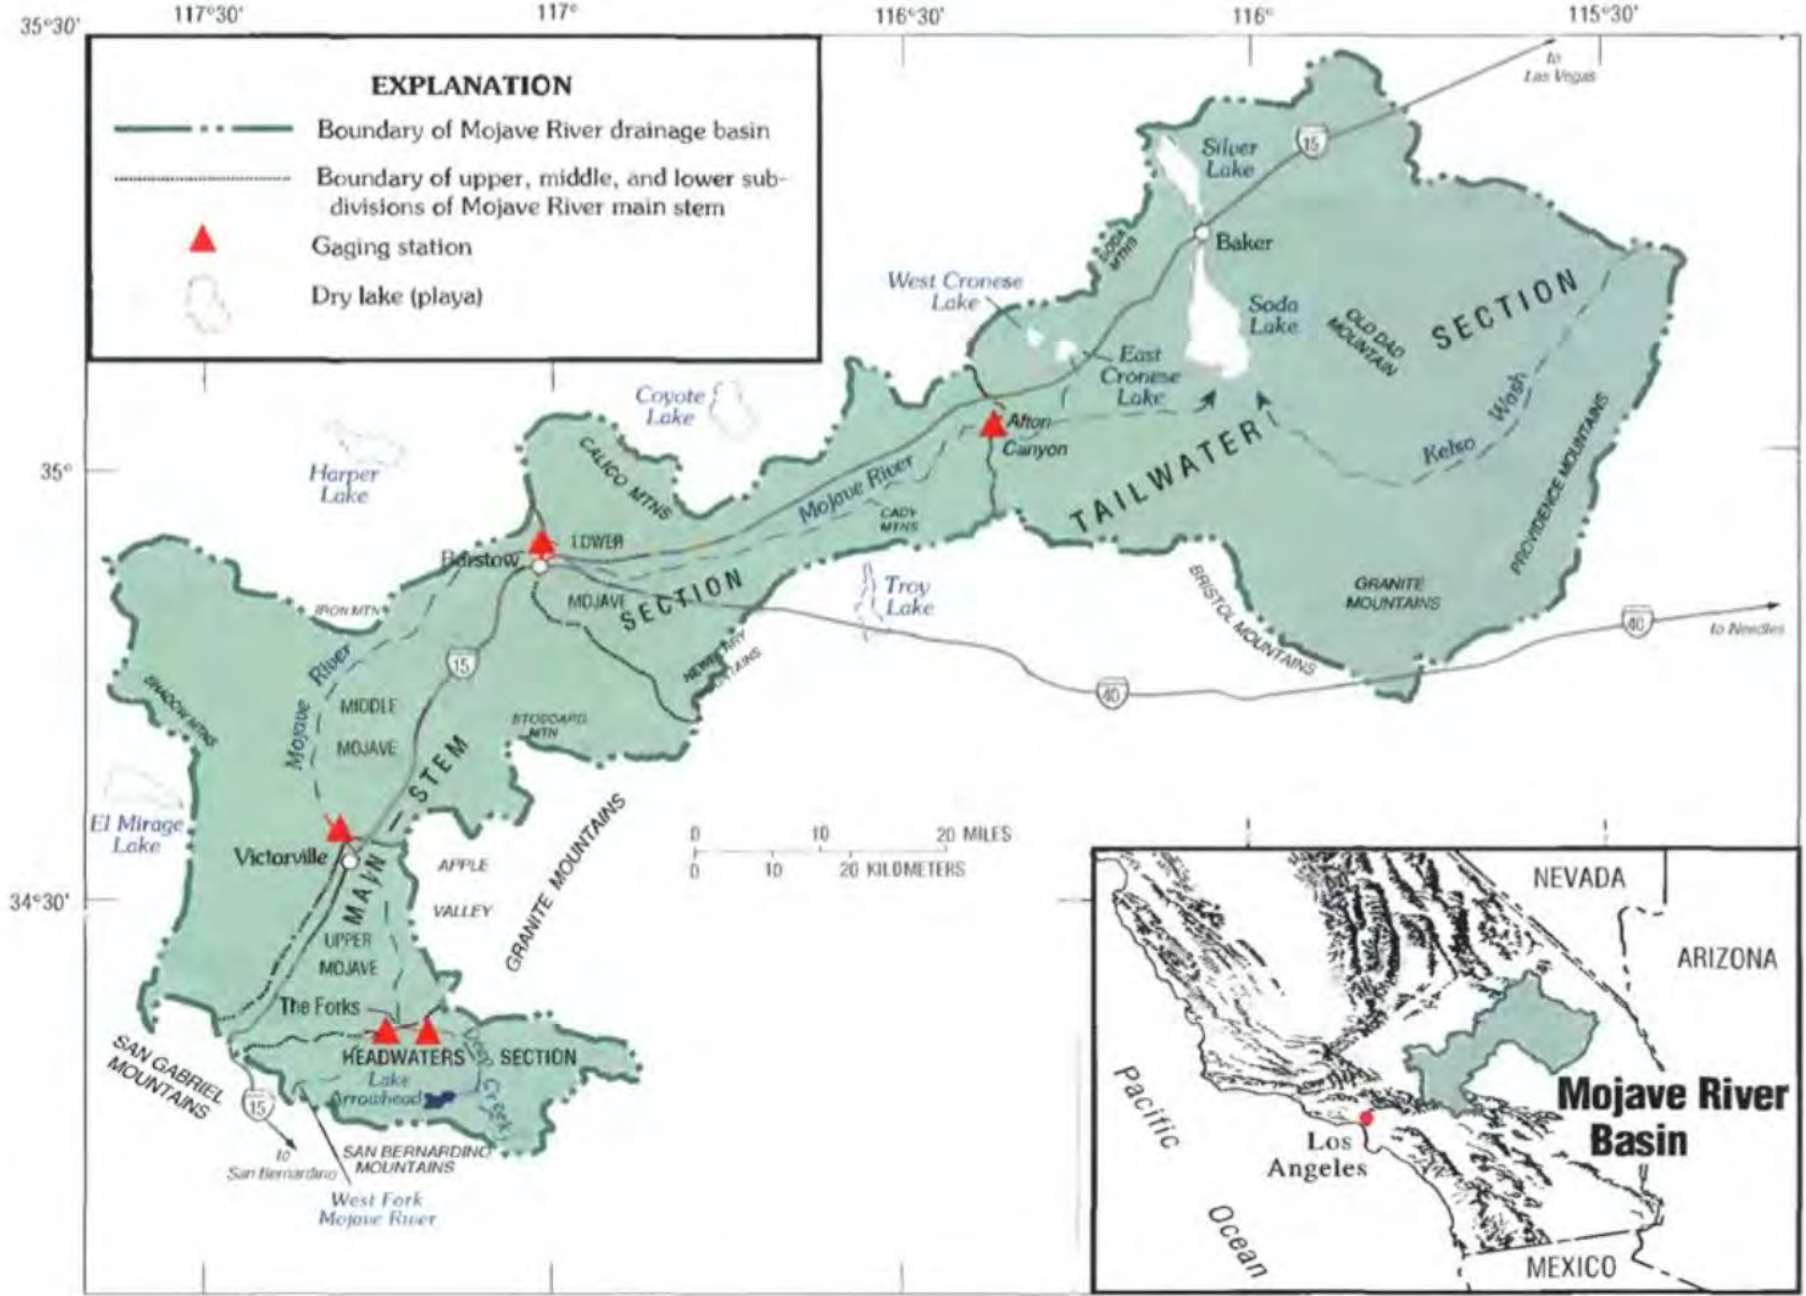 117°30'
117°
116°30'
116°
115°30'
35°30'
35°
34°30'
EXPLANATION
Boundary of Mojave River drainage basin
Boundary of upper, middle, and lower sub-
divisions of Mojave River main stem
Gaging station
Dry lake (playa)
to
Las Vegas
15
Silver
Lake
Baker
SODA
MTNS
West Cronese
Lake
Soda
Lake
OLD DAD
MOUNTAIN
East
Cronese
Lake
TAILWATER SECTION
Kelso Wash
PROVIDENCE MOUNTAINS
Afton
Canyon
Coyote
Lake
Harper
Lake
CALICO MTNS
Mojave River
CADY
MTNS
Barstow
LOWER
MOJAVE
SECTION
Troy
Lake
BRISTOL MOUNTAINS
GRANITE
MOUNTAINS
40
to Needles
40
IRON MTN
15
MOUNTAINS
SHADOW MTNS
Mojave River
MIDDLE
MOJAVE
STODDARD
MTN
MAIN STEM
El Mirage
Lake
Victorville
APPLE
VALLEY
GRANITE MOUNTAINS
0 10 20 MILES
0 10 20 KILOMETERS
UPPER
MOJAVE
The Forks
HEADWATERS SECTION
Deep Creek
Lake
Arrowhead
SAN GABRIEL
MOUNTAINS
15
to
San Bernardino
SAN BERNARDINO
MOUNTAINS
West Fork
Mojave River
NEVADA
ARIZONA
Mojave River
Basin
Los
Angeles
Pacific
Ocean
MEXICO